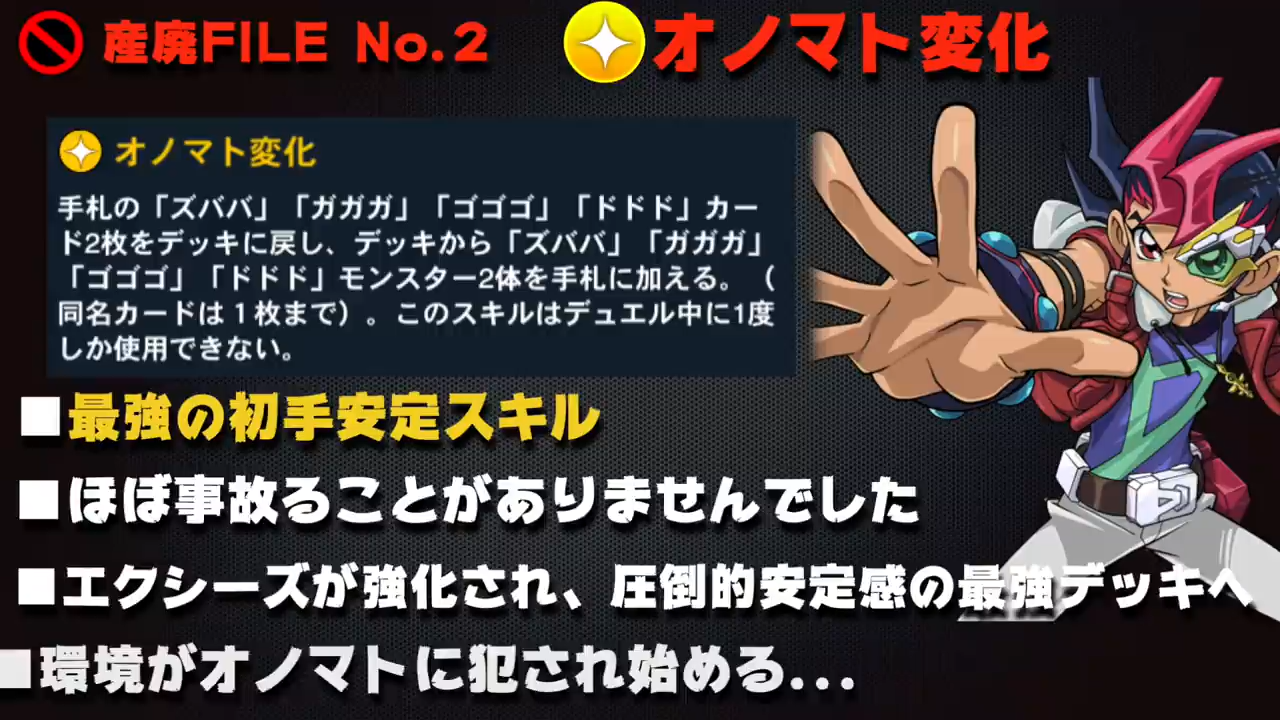 産廃FILE No.2 オノマト変化
オノマト変化
手札の「ズババ」「ガガガ」「ゴゴゴ」「ドドド」カー
ド2枚をデッキに戻し、デッキから「ズババ」「ガガガ」
「ゴゴゴ」「ドドド」モンスター2体を手札に加える。（
同名カードは１枚まで）。このスキルはデュエル中に1度
しか使用できない。
■最強の初手安定スキル
■ほぼ事故ることがありませんでした
■エクシーズが強化され、圧倒的安定感の最強デッキへ
■環境がオノマトに犯され始める...